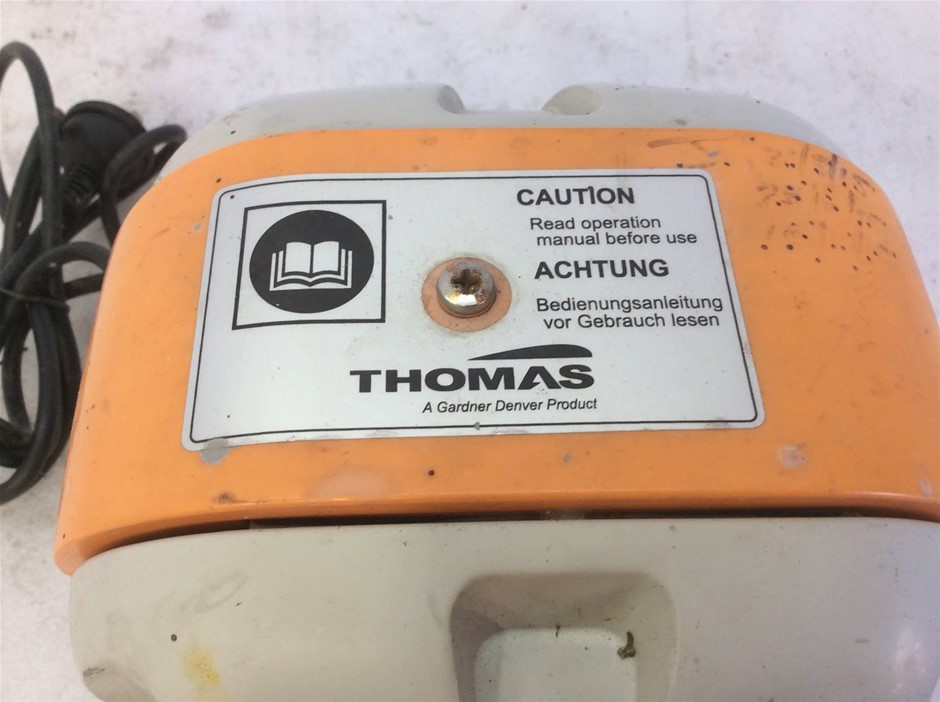 CAUTION
Read operation
manual before use
ACHTUNG
Bedienungsanleitung
vor Gebrauch lesen
THOMAS
A Gardner Denver Product